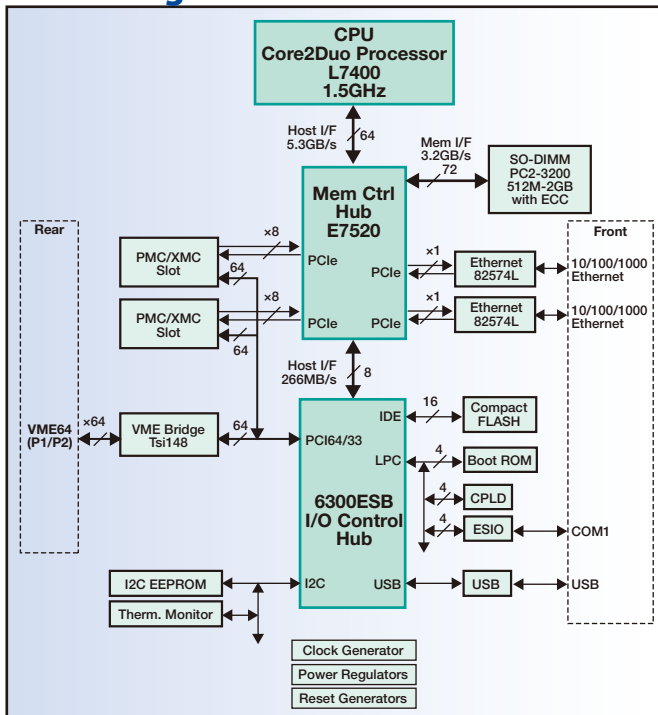 CPU
Core2Duo Processor
L7400
1.5GHz
Host I/F
5.3GB/s
64
Mem I/F
3.2GB/s
72
SO-DIMM
PC2-3200
512M-2GB
with ECC
Mem Ctrl
Hub
E7520
Rear
Front
PMC/XMC
Slot
×8
64
PCIe
PCIe
×1
Ethernet
82574L
10/100/1000
Ethernet
PMC/XMC
Slot
×8
64
PCIe
PCIe
×1
Ethernet
82574L
10/100/1000
Ethernet
Host I/F
266MB/s
8
VME64
(P1/P2)
×64
VME Bridge
Tsi148
64
PCI64/33
IDE
16
Compact
FLASH
LPC
4
Boot ROM
4
CPLD
4
ESIO
COM1
6300ESB
I/O Control
Hub
I2C EEPROM
I2C
USB
USB
USB
Therm. Monitor
Clock Generator
Power Regulators
Reset Generators